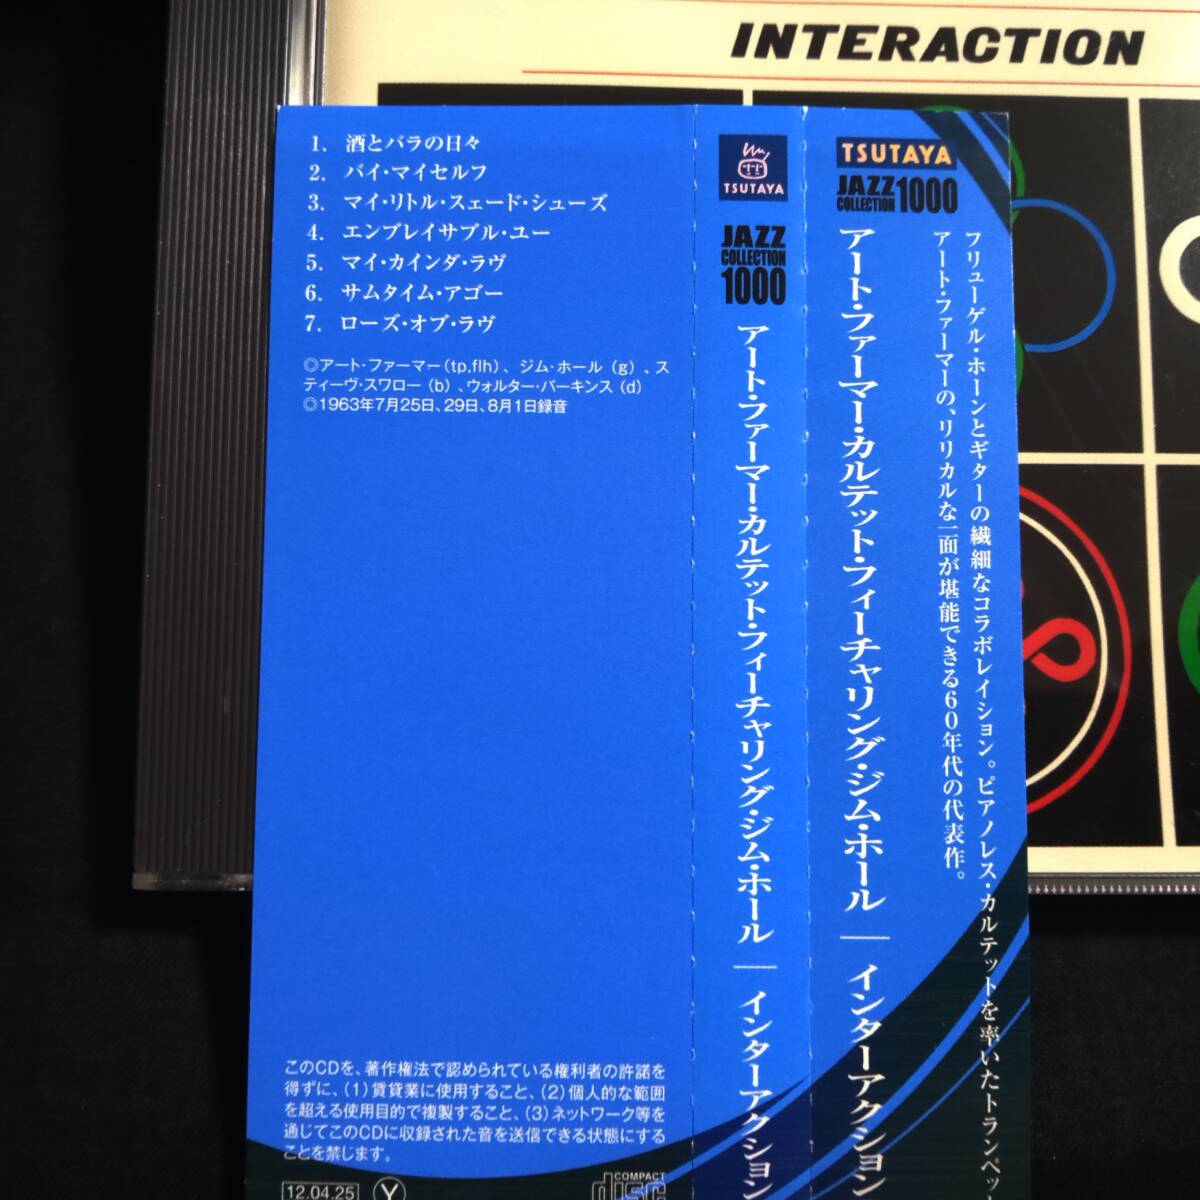 INTERACTION
1. 酒とバラの日々
2. バイ・マイセルフ
3. マイ・リトル・スェード・シューズ
4. エンブレイサブル・ユー
5. マイ・カインダ・ラヴ
6. サムタイム・アゴー
7. ローズ・オブ・ラヴ
◎アート・ファーマー（tp,flh）、ジム・ホール（g）、ス
ティーヴ・スワロー（b）、ウォルター・パーキンス（d）
◎1963年7月25日、29日、8月1日録音
このCDを、著作権法で認められている権利者の許諾を
得ずに、（1）賃貸業に使用すること、（2）個人的な範囲
を超える使用目的で複製すること、（3）ネットワーク等を
通じてこのCDに収録された音を送信できる状態にする
ことを禁じます。
12.04.25 Y
COMPACT
disc
TSUTAYA
JAZZ
COLLECTION
1000
アート・ファーマー・カルテット・フィーチャリング・ジム・ホール｜インターアクション
TSUTAYA
JAZZ
COLLECTION 1000
フリューゲル・ホーンとギターの繊細なコラボレイション。ピアノレス・カルテットを率いたトランペッ
アート・ファーマーの、リリカルな一面が堪能できる60年代の代表作。
アート・ファーマー・カルテット・フィーチャリング・ジム・ホール｜インターアクション